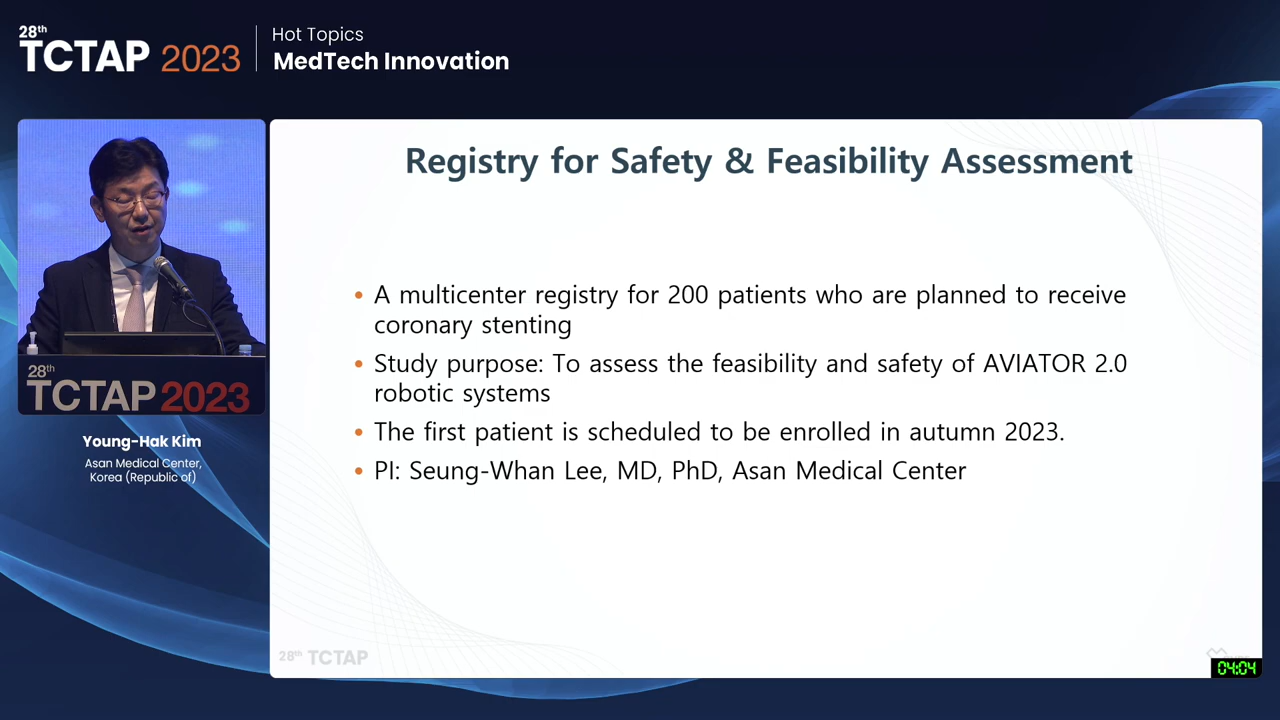 28th
TCTAP 2023
Hot Topics
MedTech Innovation
Registry for Safety & Feasibility Assessment
• A multicenter registry for 200 patients who are planned to receive
coronary stenting
• Study purpose: To assess the feasibility and safety of AVIATOR 2.0
robotic systems
• The first patient is scheduled to be enrolled in autumn 2023.
• PI: Seung-Whan Lee, MD, PhD, Asan Medical Center
28th
TCTAP 2023
Young-Hak Kim
Asan Medical Center,
Korea (Republic of)
28th TCTAP
04:04